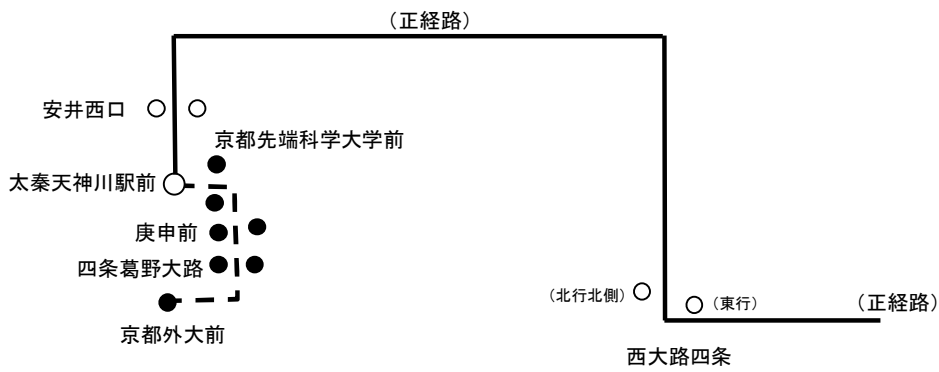 （正経路）
安井西口
京都先端科学大学前
太秦天神川駅前
庚申前
四条葛野大路
（北行北側）
（東行）
（正経路）
京都外大前
西大路四条